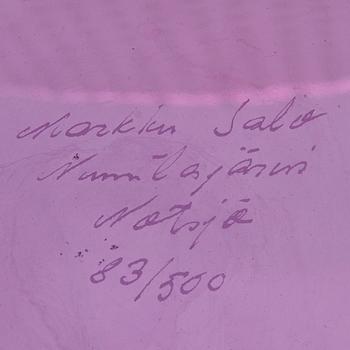 Markku Salo
Nuutajärvi
Notsjö
83/500